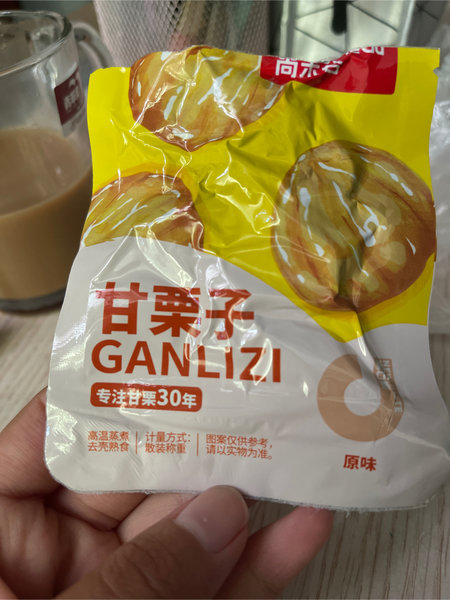 甘栗子
GANLIZI
专注甘栗30年
高温蒸煮
去壳熟食
计量方式:
散装称重
图案仅供参考,
请以实物为准。
原味